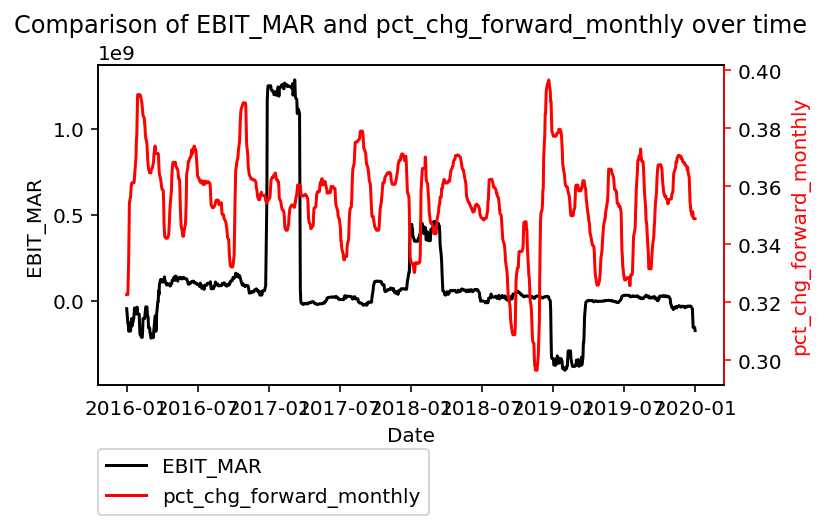 Comparison of EBIT_MAR and pct_chg_forward_monthly over time
1e9
1.0
0.5
0.0
EBIT_MAR
0.40
0.38
0.36
0.34
0.32
0.30
pct_chg_forward_monthly
2016-01 2016-07 2017-01 2017-07 2018-01 2018-07 2019-01 2019-07 2020-01
Date
EBIT_MAR
pct_chg_forward_monthly